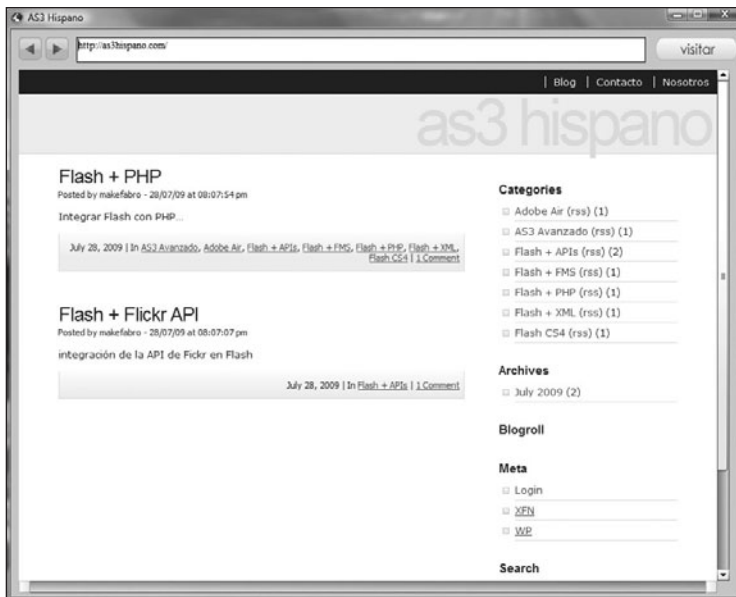 AS3 Hispano
http://as3hispano.com/
visitar
| Blog | Contacto | Nosotros
as3 hispano
Flash + PHP
Posted by makefabro - 28/07/09 at 08:07:54 pm
Integrar Flash con PHP...
July 28, 2009 | In AS3 Avanzado, Adobe Air, Flash + APIs, Flash + FMS, Flash + PHP, Flash + XML,
Flash CS4 | 1 Comment
Flash + Flickr API
Posted by makefabro - 28/07/09 at 08:07:07 pm
integración de la API de Fickr en Flash
July 28, 2009 | In Flash + APIs | 1 Comment
Categories
Adobe Air (rss) (1)
AS3 Avanzado (rss) (1)
Flash + APIs (rss) (2)
Flash + FMS (rss) (1)
Flash + PHP (rss) (1)
Flash + XML (rss) (1)
Flash CS4 (rss) (1)
Archives
July 2009 (2)
Blogroll
Meta
Login
XFN
WP
Search